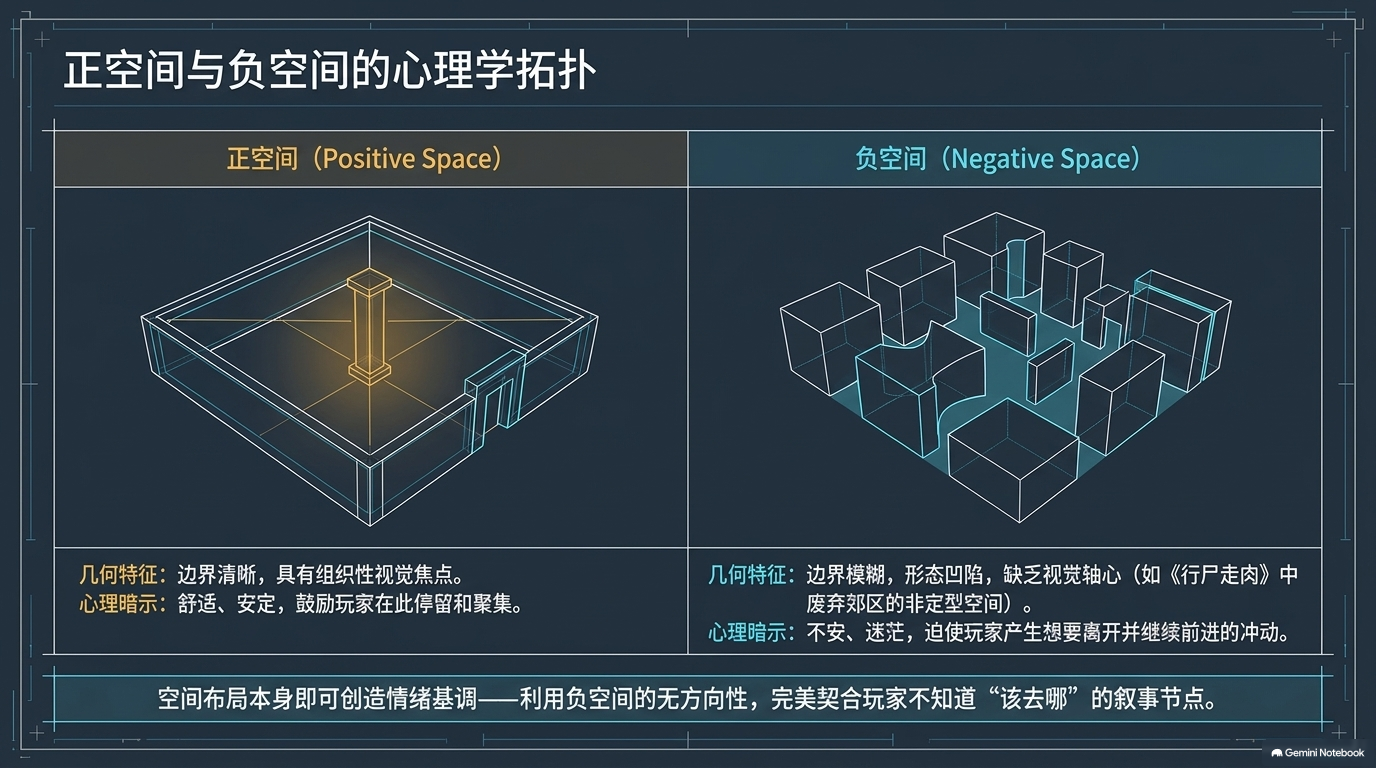 正空间与负空间的心理学拓扑
正空间（Positive Space）
负空间（Negative Space）
几何特征：边界清晰，具有组织性视觉焦点。
心理暗示：舒适、安定，鼓励玩家在此停留和聚集。
几何特征：边界模糊，形态凹陷，缺乏视觉轴心（如《行尸走肉》中
废弃郊区的非定型空间）。
心理暗示：不安、迷茫，迫使玩家产生想要离开并继续前进的冲动。
空间布局本身即可创造情绪基调——利用负空间的无方向性，完美契合玩家不知道“该去哪”的叙事节点。
Gemini Notebook